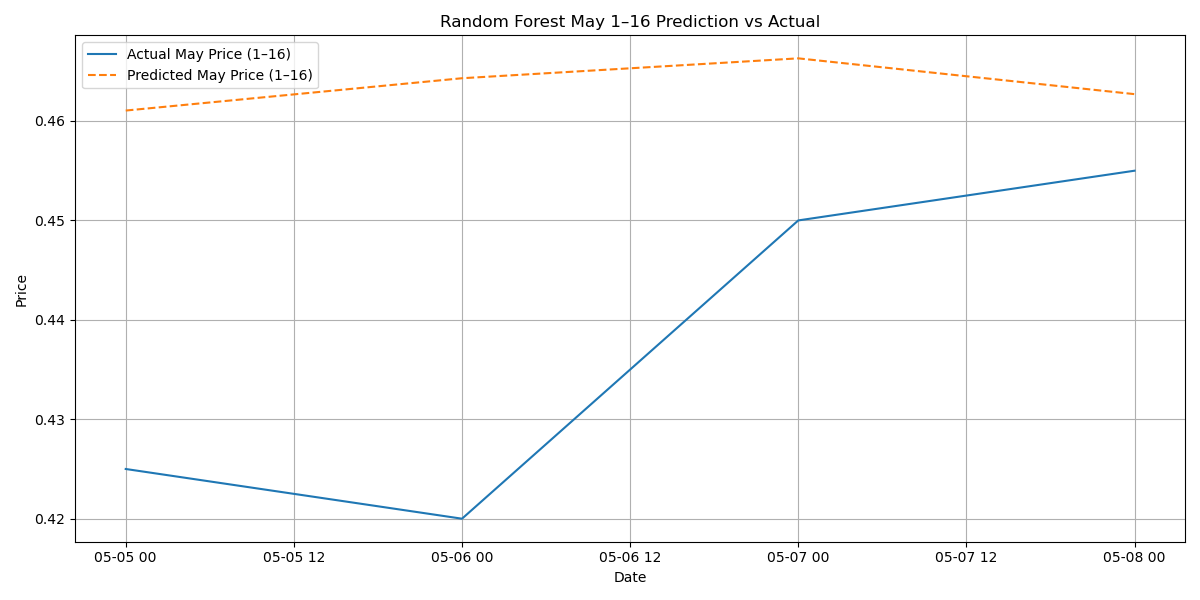 Random Forest May 1–16 Prediction vs Actual
Actual May Price (1–16)
Predicted May Price (1–16)
Price
0.46
0.45
0.44
0.43
0.42
05-05 00 05-05 12 05-06 00 05-06 12 05-07 00 05-07 12 05-08 00
Date